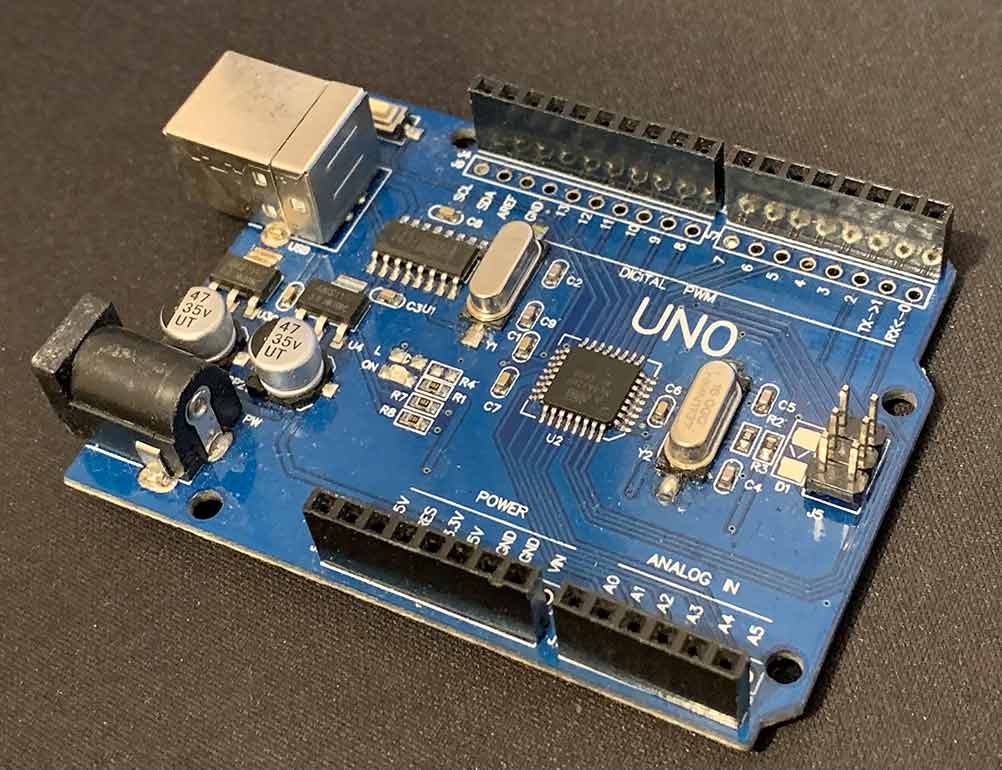 USB
SCL
SDA
AREF
GND
13
12
11
10
9
8
7
6
5
4
3
2
TX->1
RX<-0
DIGITAL PWM
UNO
C8
C3
U1
Y1
C2
C9
C1
C7
47
35V
UT
47
35V
UT
U4
L
ON
R4
R1
R7
R8
PW
U2
C6
Y2
C5
R2
R3
C4
D1
J5
POWER
5V
RES
3.3V
5V
GND
GND
VIN
ANALOG IN
A0
A1
A2
A3
A4
A5